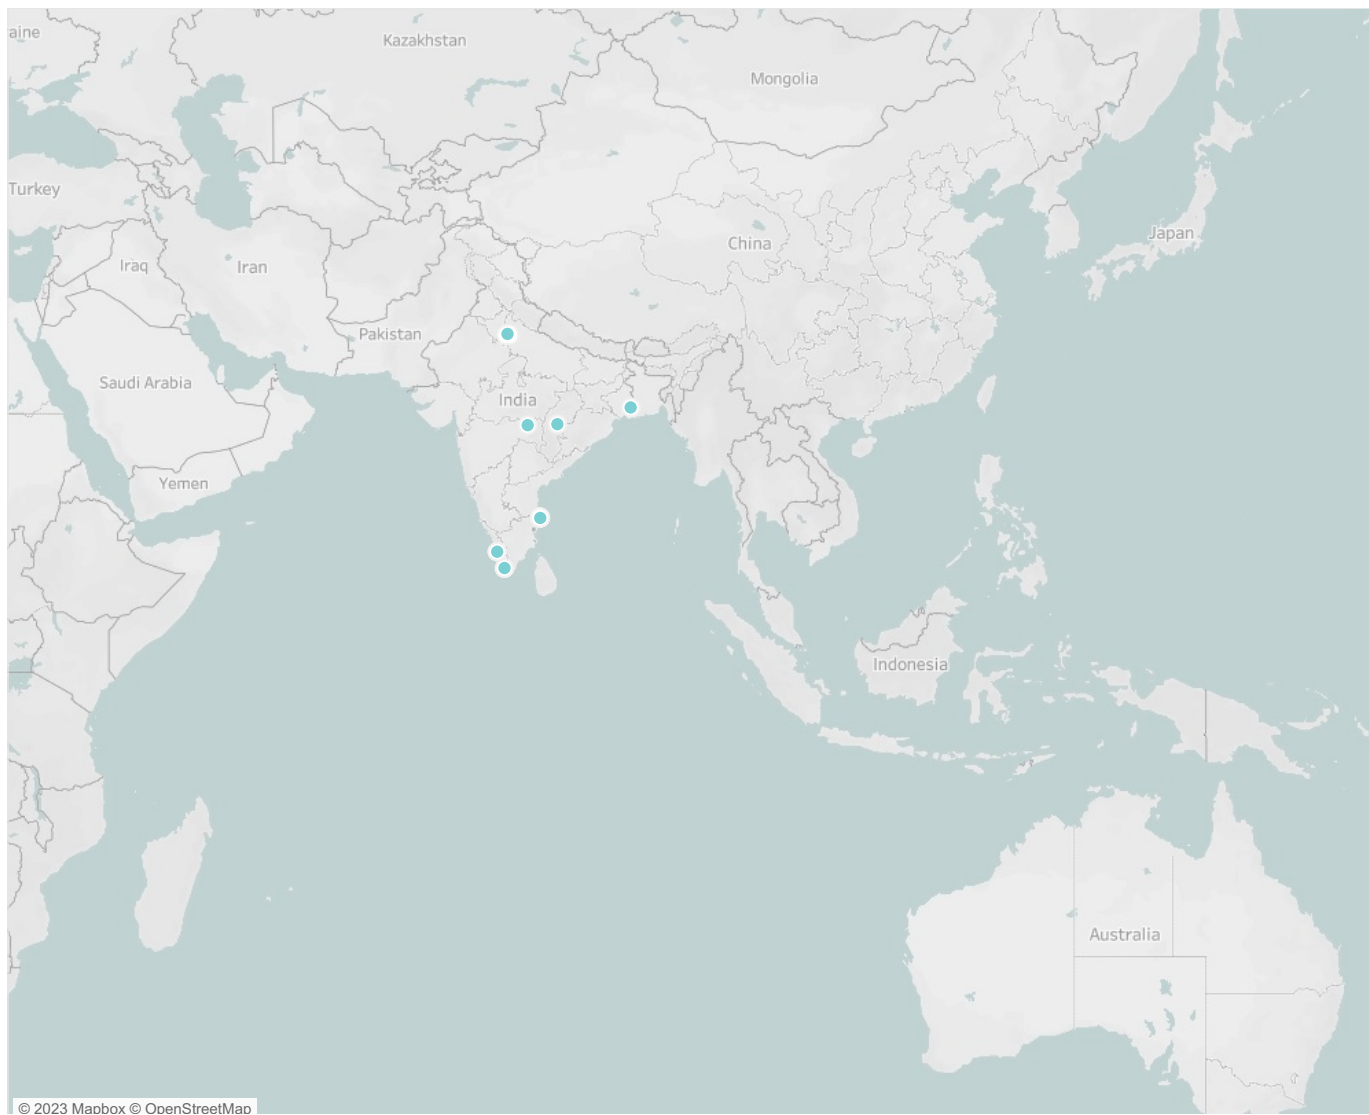 aine
Kazakhstan
Mongolia
Turkey
Japan
China
Iraq
Iran
Pakistan
Saudi Arabia
India
Yemen
Indonesia
Australia
© 2023 Mapbox © OpenStreetMap